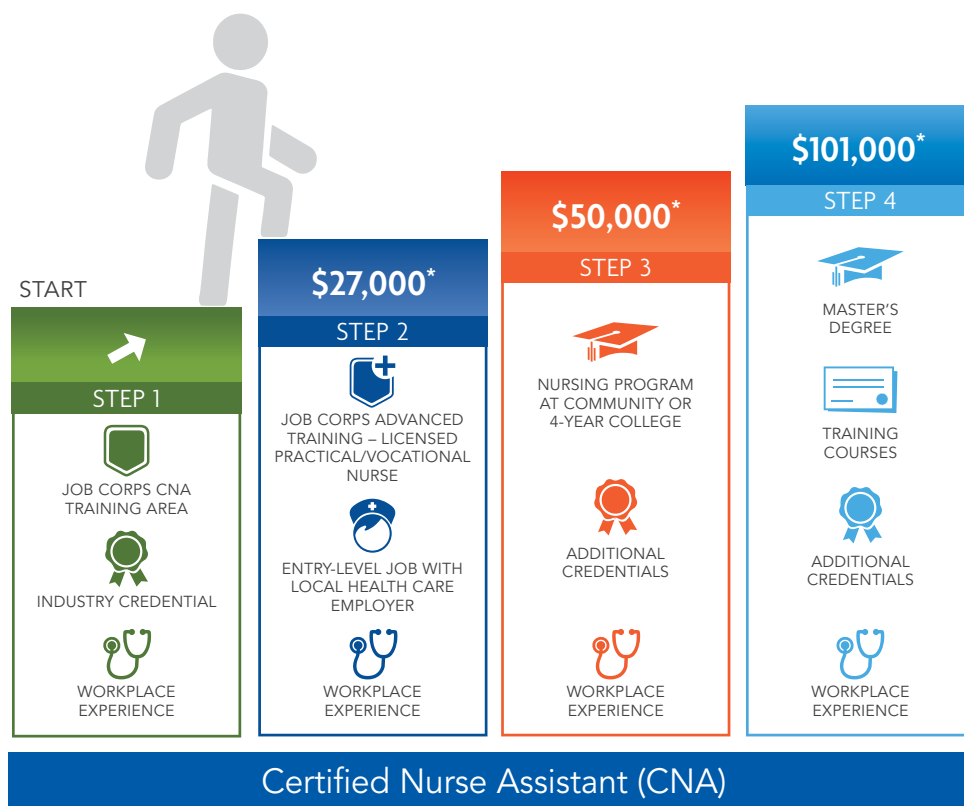 START
STEP 1
JOB CORPS CNA
TRAINING AREA
INDUSTRY CREDENTIAL
WORKPLACE
EXPERIENCE
$27,000*
STEP 2
JOB CORPS ADVANCED
TRAINING – LICENSED
PRACTICAL/VOCATIONAL
NURSE
ENTRY-LEVEL JOB WITH
LOCAL HEALTH CARE
EMPLOYER
WORKPLACE
EXPERIENCE
$50,000*
STEP 3
NURSING PROGRAM
AT COMMUNITY OR
4-YEAR COLLEGE
ADDITIONAL
CREDENTIALS
WORKPLACE
EXPERIENCE
$101,000*
STEP 4
MASTER'S
DEGREE
TRAINING
COURSES
ADDITIONAL
CREDENTIALS
WORKPLACE
EXPERIENCE
Certified Nurse Assistant (CNA)